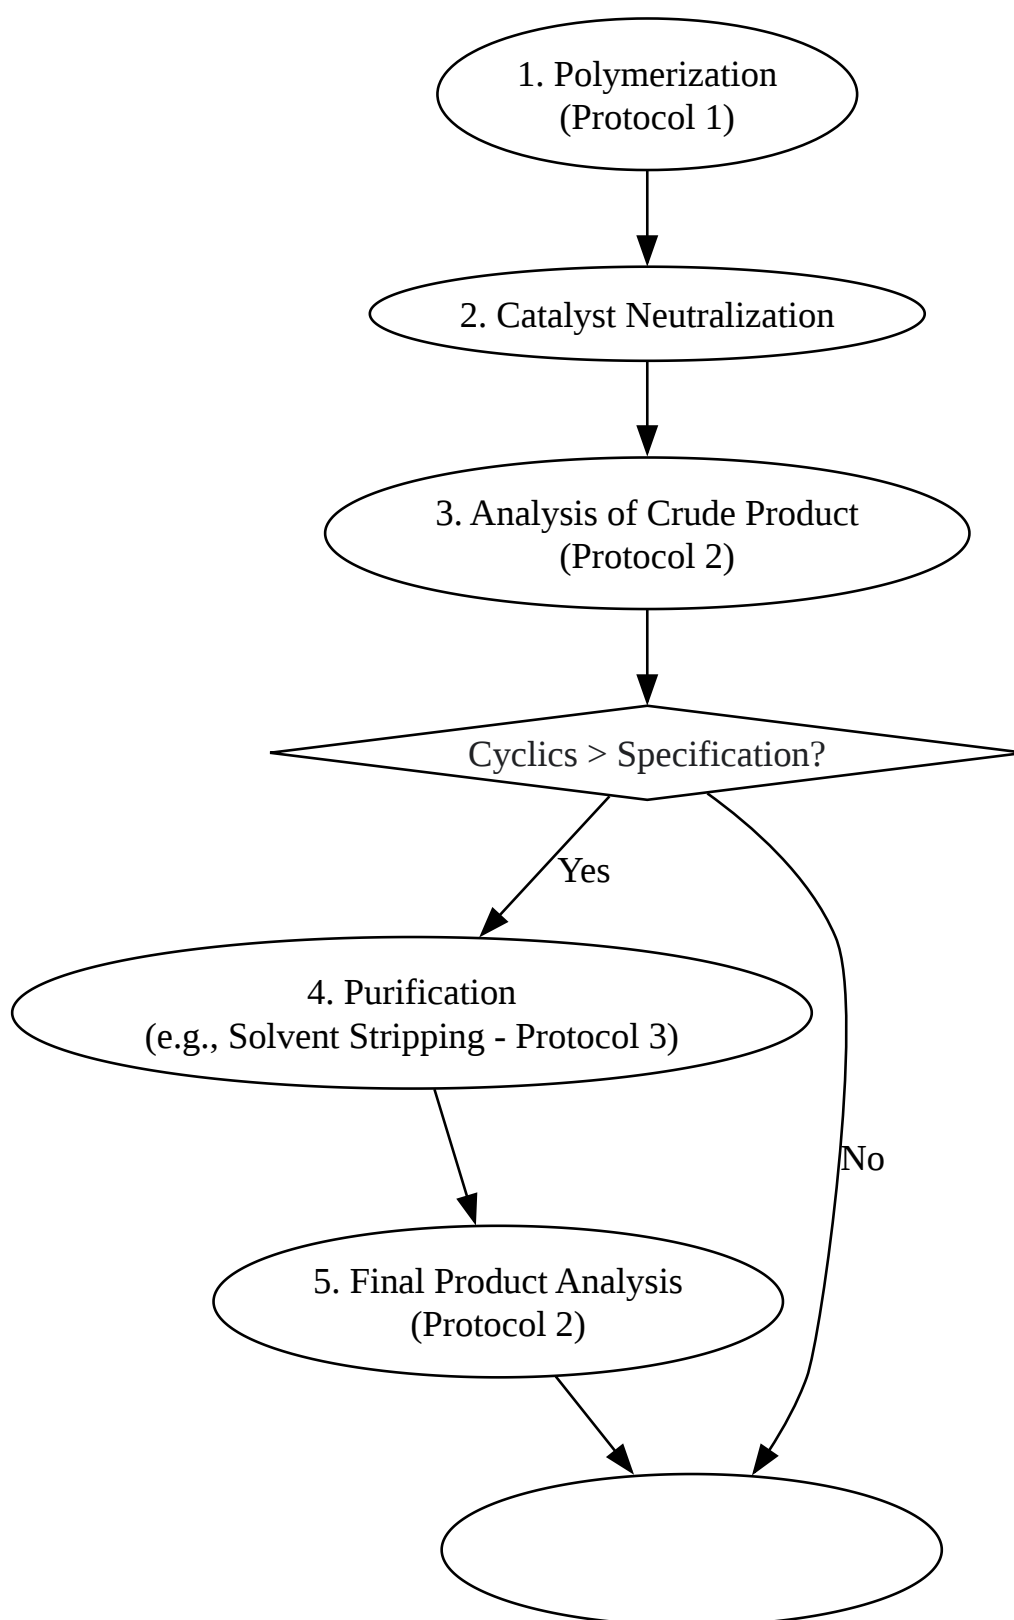 1. Polymerization
(Protocol 1)
2. Catalyst Neutralization
3. Analysis of Crude Product
(Protocol 2)
Cyclics > Specification?
Yes
4. Purification
(e.g., Solvent Stripping - Protocol 3)
No
5. Final Product Analysis
(Protocol 2)